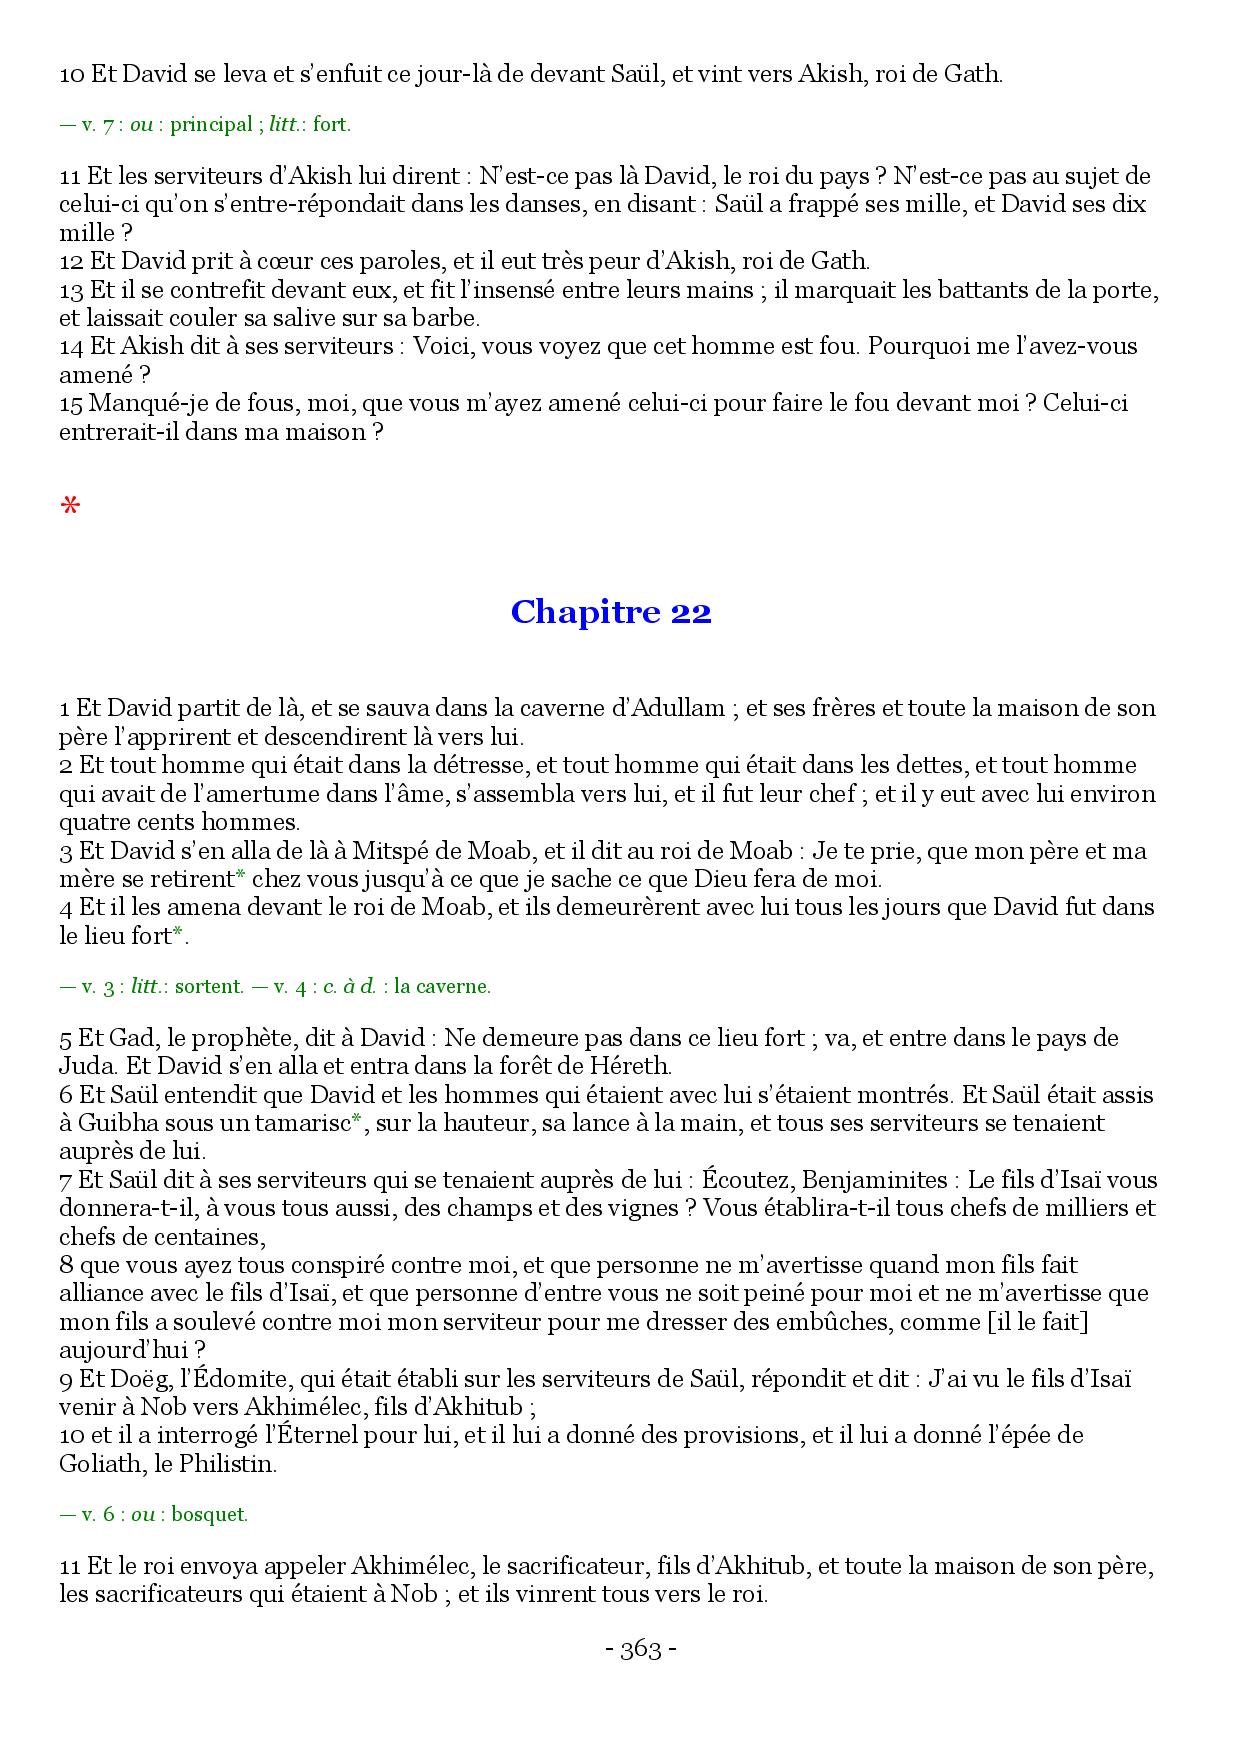 10 Et David se leva et s’enfuit ce jour-là de devant Saül, et vint vers Akish, roi de Gath.
— v. 7 : ou : principal ; litt.: fort.
11 Et les serviteurs d’Akish lui dirent : N’est-ce pas là David, le roi du pays ? N’est-ce pas au sujet de
celui-ci qu’on s’entre-répondait dans les danses, en disant : Saül a frappé ses mille, et David ses dix
mille ?
12 Et David prit à cœur ces paroles, et il eut très peur d’Akish, roi de Gath.
13 Et il se contrefit devant eux, et fit l’insensé entre leurs mains ; il marquait les battants de la porte,
et laissait couler sa salive sur sa barbe.
14 Et Akish dit à ses serviteurs : Voici, vous voyez que cet homme est fou. Pourquoi me l’avez-vous
amené ?
15 Manqué-je de fous, moi, que vous m’ayez amené celui-ci pour faire le fou devant moi ? Celui-ci
entrerait-il dans ma maison ?
*
Chapitre 22
1 Et David partit de là, et se sauva dans la caverne d’Adullam ; et ses frères et toute la maison de son
père l’apprirent et descendirent là vers lui.
2 Et tout homme qui était dans la détresse, et tout homme qui était dans les dettes, et tout homme
qui avait de l’amertume dans l’âme, s’assembla vers lui, et il fut leur chef ; et il y eut avec lui environ
quatre cents hommes.
3 Et David s’en alla de là à Mitspé de Moab, et il dit au roi de Moab : Je te prie, que mon père et ma
mère se retirent* chez vous jusqu’à ce que je sache ce que Dieu fera de moi.
4 Et il les amena devant le roi de Moab, et ils demeurèrent avec lui tous les jours que David fut dans
le lieu fort*.
— v. 3 : litt.: sortent. — v. 4 : c. à d. : la caverne.
5 Et Gad, le prophète, dit à David : Ne demeure pas dans ce lieu fort ; va, et entre dans le pays de
Juda. Et David s’en alla et entra dans la forêt de Héreth.
6 Et Saül entendit que David et les hommes qui étaient avec lui s’étaient montrés. Et Saül était assis
à Guibha sous un tamarisc*, sur la hauteur, sa lance à la main, et tous ses serviteurs se tenaient
auprès de lui.
7 Et Saül dit à ses serviteurs qui se tenaient auprès de lui : Écoutez, Benjaminites : Le fils d’Isaï vous
donnera-t-il, à vous tous aussi, des champs et des vignes ? Vous établira-t-il tous chefs de milliers et
chefs de centaines,
8 que vous ayez tous conspiré contre moi, et que personne ne m’avertisse quand mon fils fait
alliance avec le fils d’Isaï, et que personne d’entre vous ne soit peiné pour moi et ne m’avertisse que
mon fils a soulevé contre moi mon serviteur pour me dresser des embûches, comme [il le fait]
aujourd’hui ?
9 Et Doëg, l’Édomite, qui était établi sur les serviteurs de Saül, répondit et dit : J’ai vu le fils d’Isaï
venir à Nob vers Akhimélec, fils d’Akhitub ;
10 et il a interrogé l’Éternel pour lui, et il lui a donné des provisions, et il lui a donné l’épée de
Goliath, le Philistin.
— v. 6 : ou : bosquet.
11 Et le roi envoya appeler Akhimélec, le sacrificateur, fils d’Akhitub, et toute la maison de son père,
les sacrificateurs qui étaient à Nob ; et ils vinrent tous vers le roi.
- 363 -